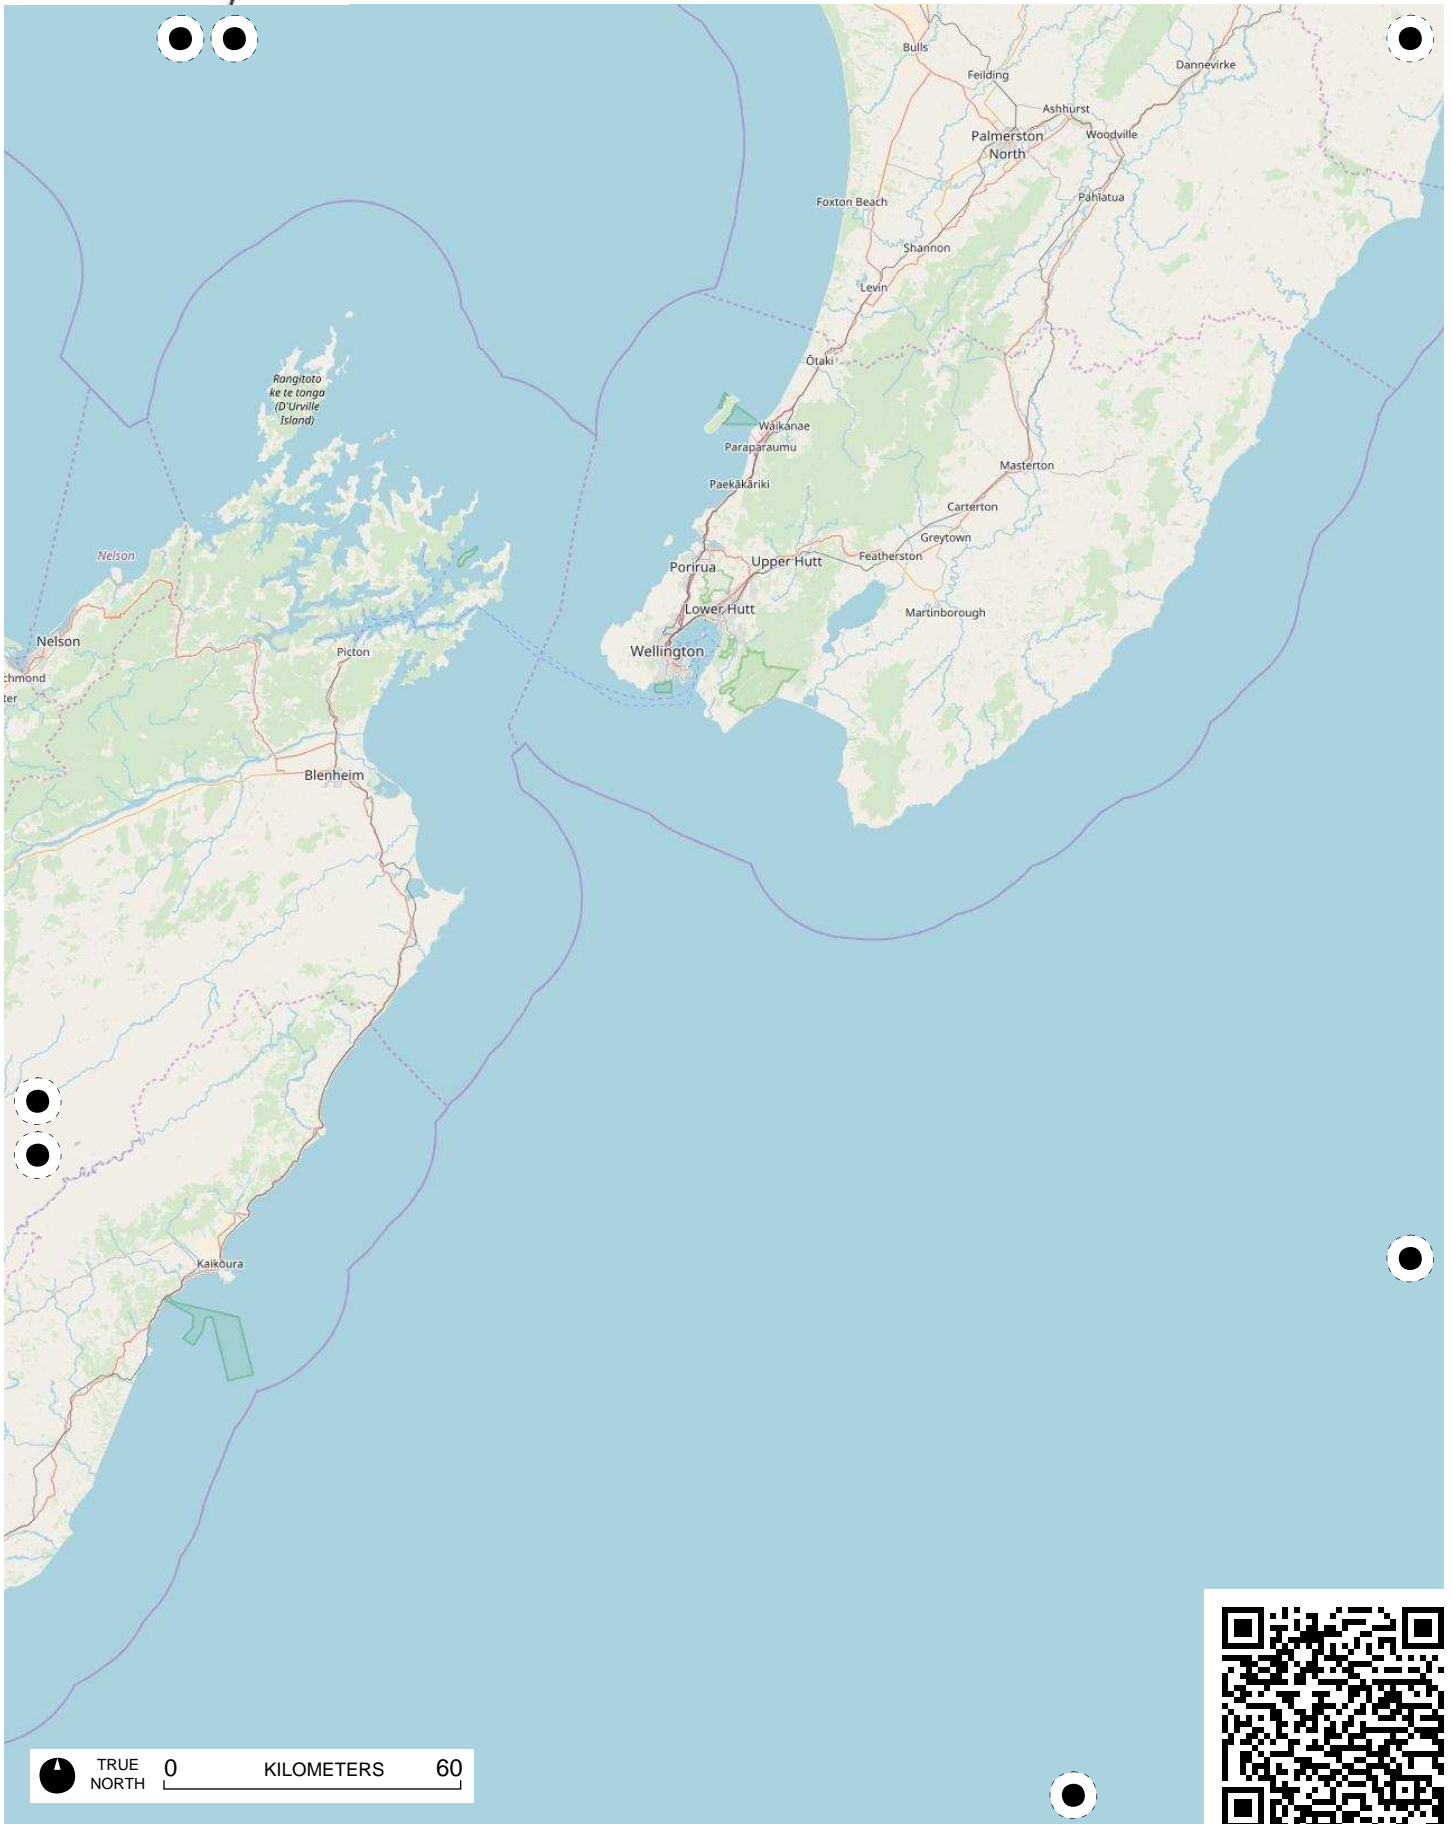 Bulls
Feilding
Dannevirke
Ashhurst
Palmerston
North
Woodville
Pahiatua
Foxton Beach
Shannon
Levin
Ōtaki
Rangitoto
ke te tonga
(D'Urville
Island)
Waikanae
Paraparaumu
Masterton
Paekākāriki
Carterton
Greytown
Nelson
Featherston
Porirua
Upper Hutt
Lower Hutt
Martinborough
Nelson
Picton
Wellington
chmond
ter
Blenheim
Kaikōura
TRUE
NORTH
0 KILOMETERS 60